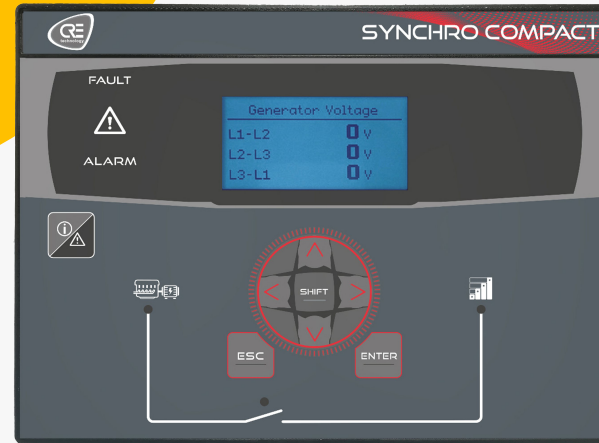 CRE
technology
SYNCHRO COMPACT
FAULT
ALARM
Generator Voltage
L1-L2 0 V
L2-L3 0 V
L3-L1 0 V
SHIFT
ESC
ENTER